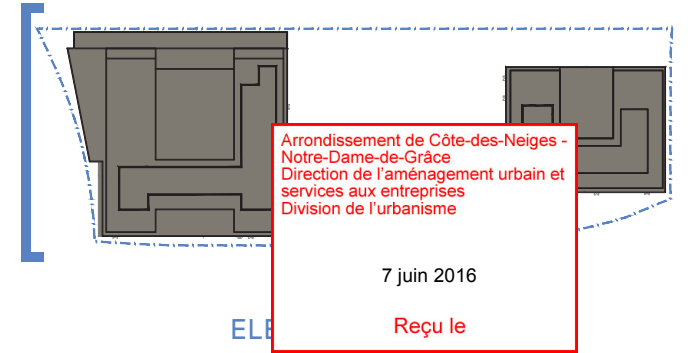 Arrondissement de Côte-des-Neiges -
Notre-Dame-de-Grâce
Direction de l'aménagement urbain et
services aux entreprises
Division de l'urbanisme
7 juin 2016
Reçu le